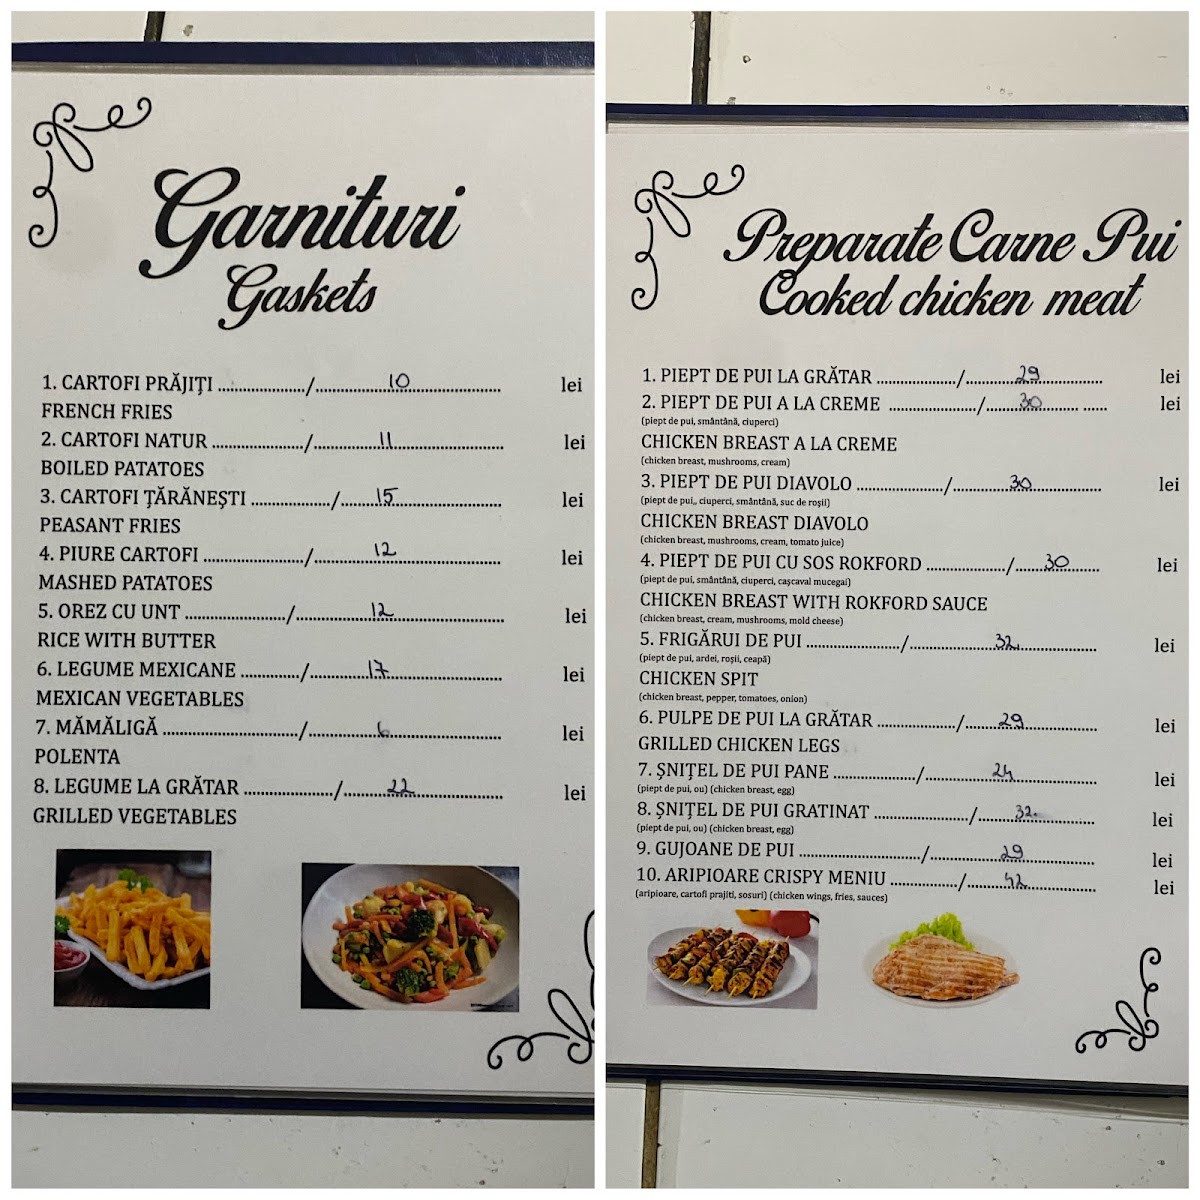 Garnituri
Gaskets
1. CARTOFI PRĂJIŢI ...................../............10...................... lei
FRENCH FRIES
2. CARTOFI NATUR ...................../............11...................... lei
BOILED PATATOES
3. CARTOFI ŢĂRĂNEŞTI ..................../........15...................... lei
PEASANT FRIES
4. PIURE CARTOFI ........................../............12...................... lei
MASHED PATATOES
5. OREZ CU UNT ........................./...............12...................... lei
RICE WITH BUTTER
6. LEGUME MEXICANE ............../............17...................... lei
MEXICAN VEGETABLES
7. MĂMĂLIGĂ ................................../................6...................... lei
POLENTA
8. LEGUME LA GRĂTAR ...................../..........22...................... lei
GRILLED VEGETABLES
Preparate Carne Pui
Cooked chicken meat
1. PIEPT DE PUI LA GRĂTAR ..................../............29............... lei
2. PIEPT DE PUI A LA CREME ...................../........30......... ...... lei
(piept de pui, smântână, ciuperci)
CHICKEN BREAST A LA CREME
(chicken breast, mushrooms, cream)
3. PIEPT DE PUI DIAVOLO ...................../.............30................ lei
(piept de pui,, ciuperci, smântână, suc de roşii)
CHICKEN BREAST DIAVOLO
(chicken breast, mushrooms, cream, tomato juice)
4. PIEPT DE PUI CU SOS ROKFORD .................../.......30....... lei
(piept de pui, smântână, ciuperci, caşcaval mucegai)
CHICKEN BREAST WITH ROKFORD SAUCE
(chicken breast, cream, mushrooms, mold cheese)
5. FRIGĂRUI DE PUI ......................./....................32.................. lei
(piept de pui, ardei, roşii, ceapă)
CHICKEN SPIT
(chicken breast, pepper, tomatoes, onion)
6. PULPE DE PUI LA GRĂTAR ..................../........29................. lei
GRILLED CHICKEN LEGS
7. ŞNIŢEL DE PUI PANE ....................../................24................. lei
(piept de pui, ou) (chicken breast, egg)
8. ŞNIŢEL DE PUI GRATINAT ......................./........32............. lei
(piept de pui, ou) (chicken breast, egg)
9. GUJOANE DE PUI ............................../................29................. lei
10. ARIPIOARE CRISPY MENIU ................/........42................. lei
(aripioare, cartofi prajiti, sosuri) (chicken wings, fries, sauces)